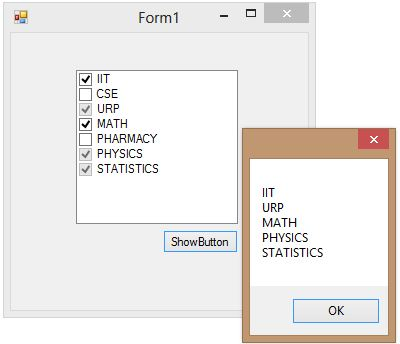 Form1
IIT
CSE
URP
MATH
PHARMACY
PHYSICS
STATISTICS
ShowButton
IIT
URP
MATH
PHYSICS
STATISTICS
OK